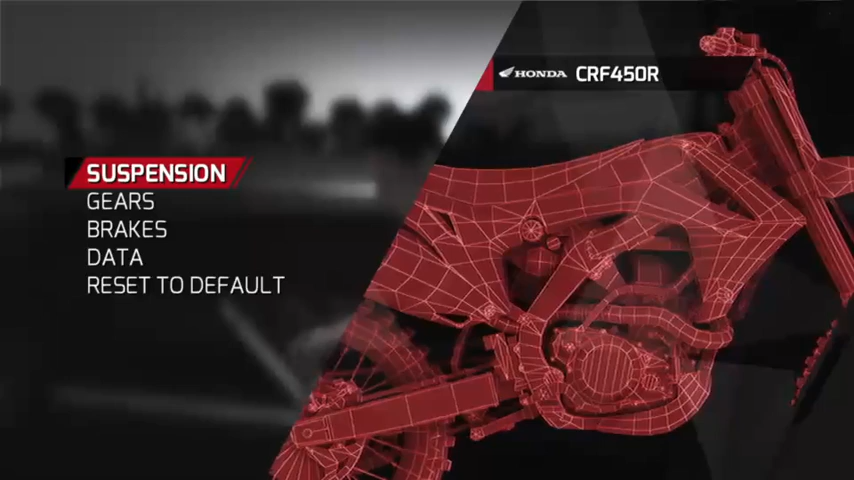 HONDA CRF450R
SUSPENSION
GEARS
BRAKES
DATA
RESET TO DEFAULT